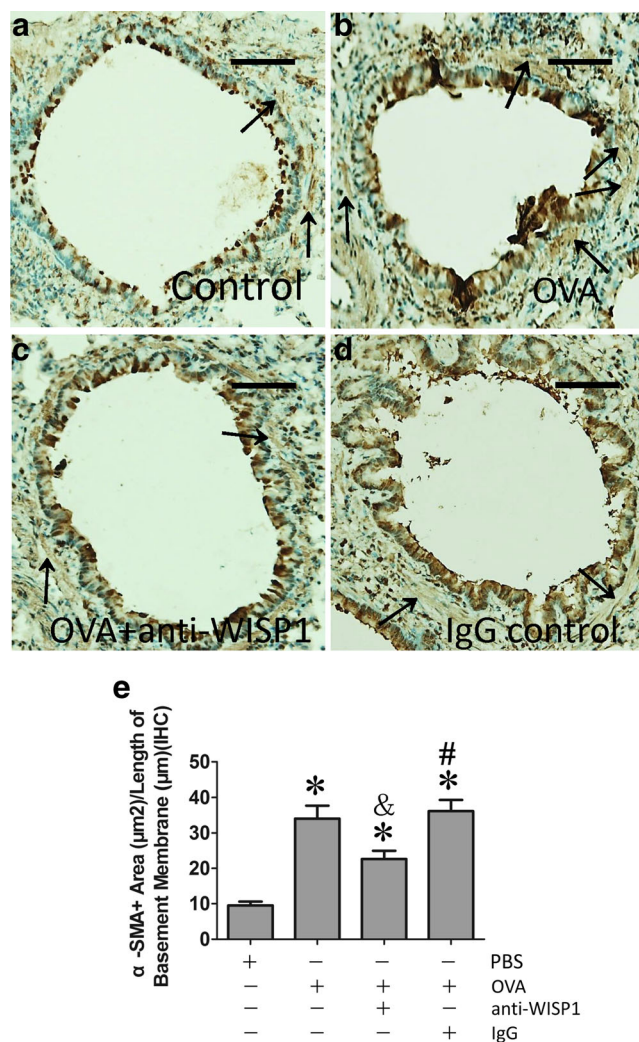 a
b
Control
OVA
c
d
OVA+anti-WISP1
IgG control
e
α -SMA+ Area (μm2)/Length of
Basement Membrane (μm)(IHC)
50
40
30
20
10
0
* & * # *
+ − − − PBS
− + + + OVA
− − + − anti-WISP1
− − − + IgG